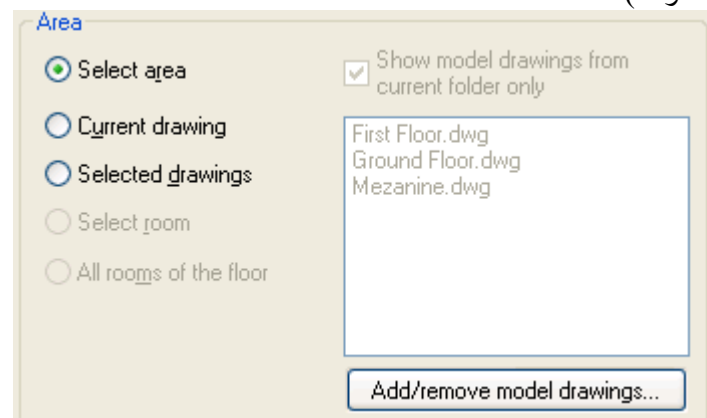 Area
Select area
Show model drawings from
current folder only
Current drawing
Selected drawings
Select room
All rooms of the floor
First Floor.dwg
Ground Floor.dwg
Mezanine.dwg
Add/remove model drawings...